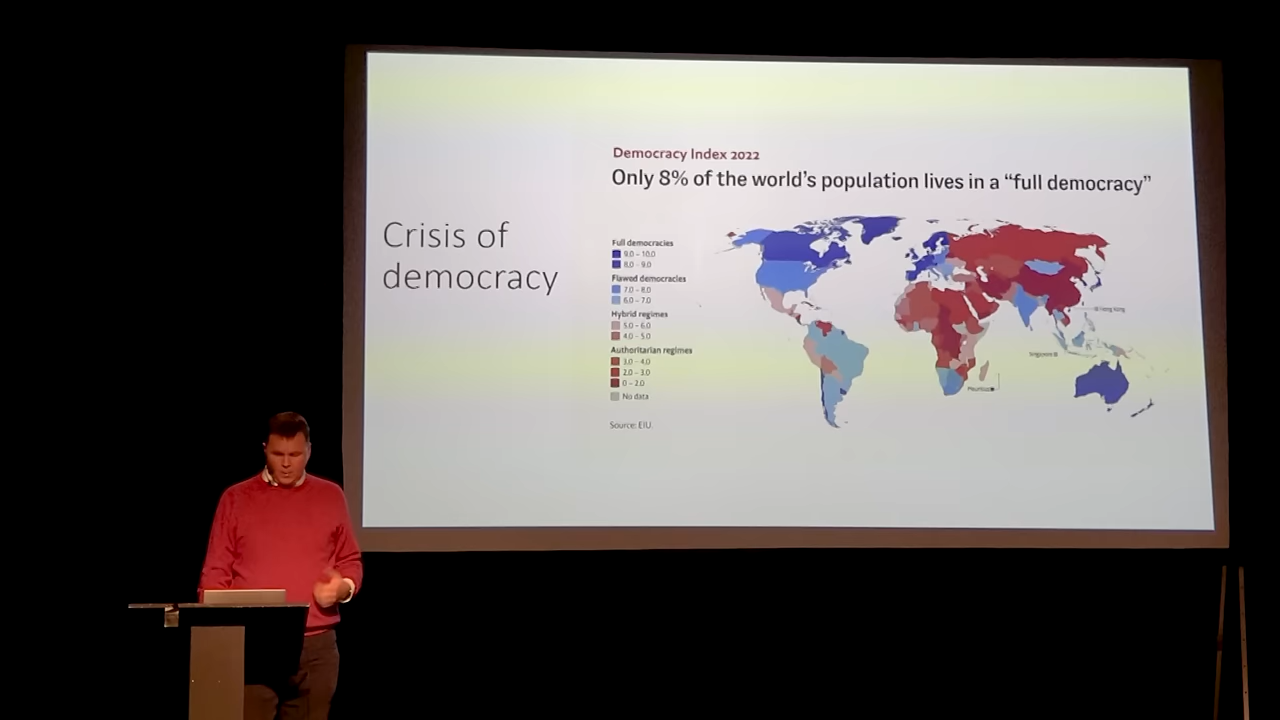 Crisis of
democracy
Democracy Index 2022
Only 8% of the world's population lives in a “full democracy”
Full democracies
9.0 – 10.0
8.0 – 9.0
Flawed democracies
7.0 – 8.0
6.0 – 7.0
Hybrid regimes
5.0 – 6.0
4.0 – 5.0
Authoritarian regimes
3.0 – 4.0
2.0 – 3.0
0 – 2.0
No data
Source: EIU.
Hong Kong
Singapore
Mauritius